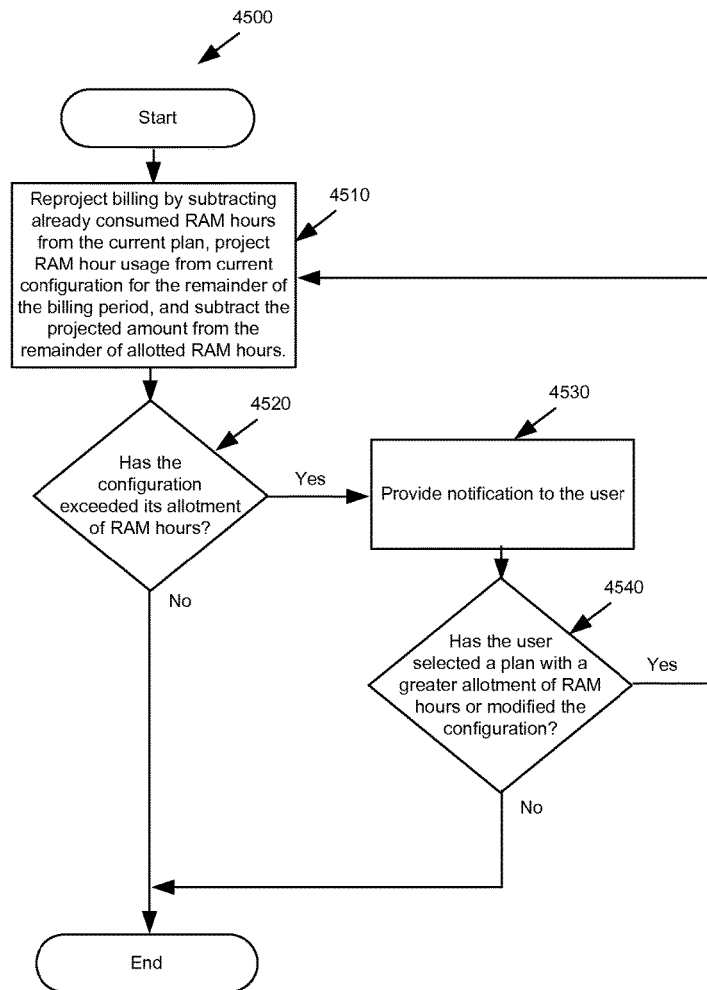 4500
Start
4510
Reproject billing by subtracting
already consumed RAM hours
from the current plan, project
RAM hour usage from current
configuration for the remainder of
the billing period, and subtract the
projected amount from the
remainder of allotted RAM hours.
4520
Has the
configuration
exceeded its allotment
of RAM hours?
Yes
No
4530
Provide notification to the user
4540
Has the user
selected a plan with a
greater allotment of RAM
hours or modified the
configuration?
Yes
No
End